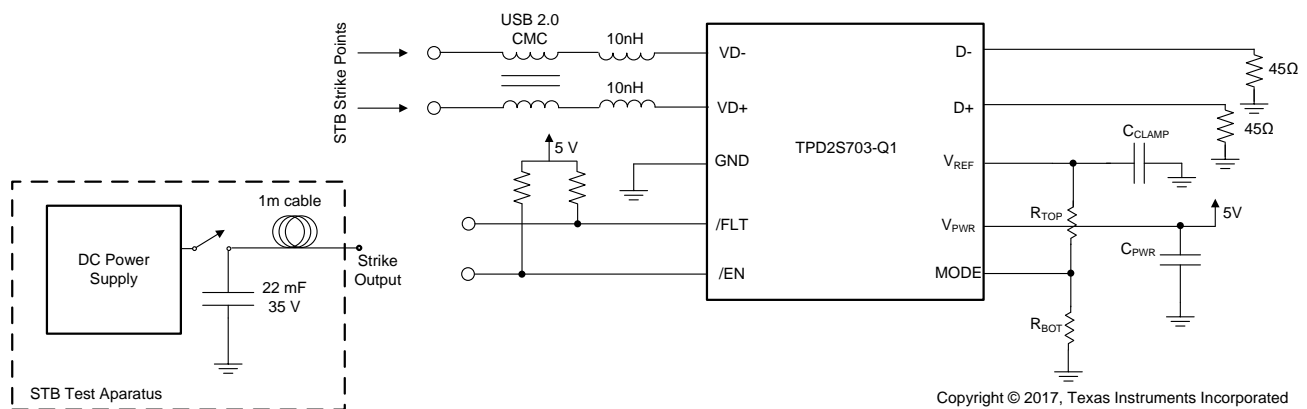 USB 2.0
CMC
10nH
10nH
STB Strike Points
VD-
VD+
GND
/FLT
/EN
TPD2S703-Q1
D-
D+
VREF
VPWR
MODE
45Ω
45Ω
CCLAMP
RTOP
5V
CPWR
RBOT
5 V
1m cable
DC Power
Supply
22 mF
35 V
Strike
Output
STB Test Aparatus
Copyright © 2017, Texas Instruments Incorporated